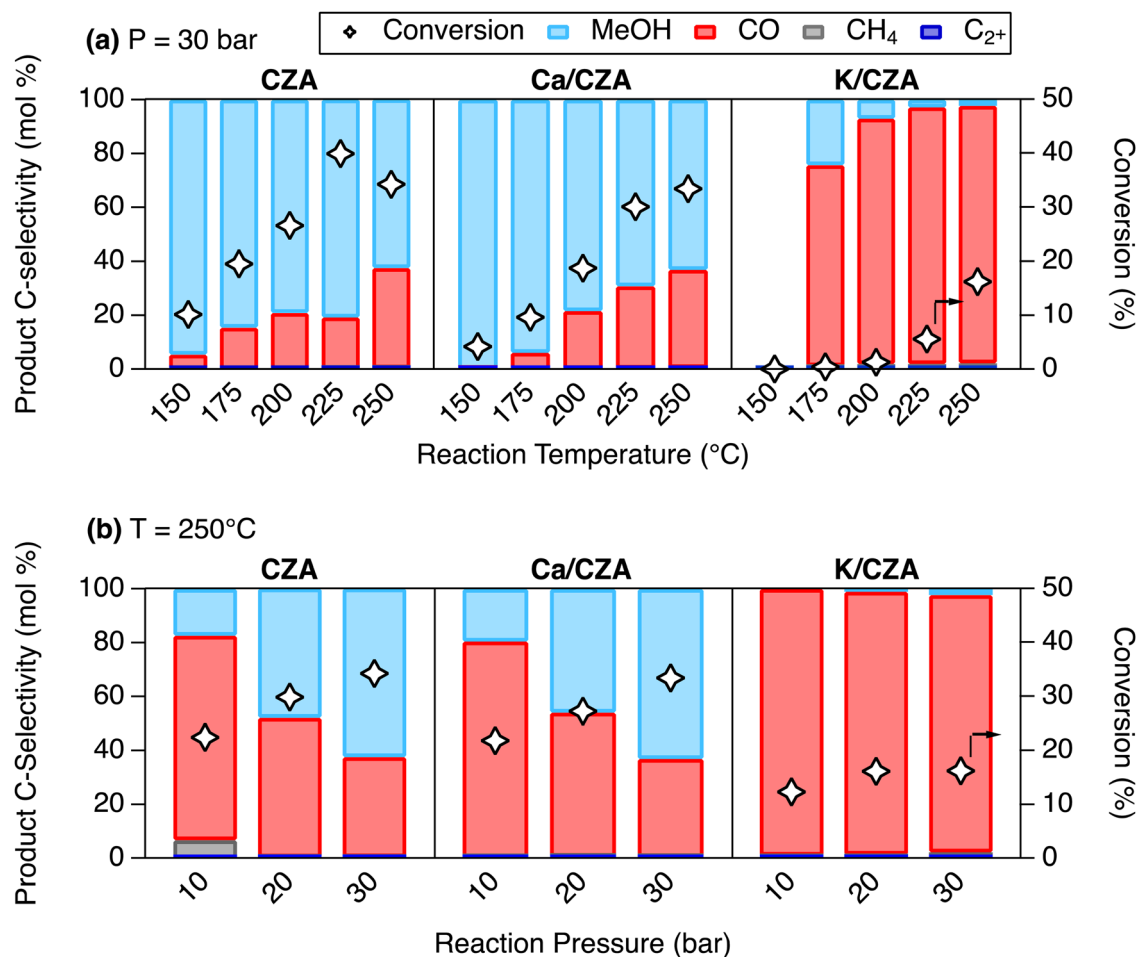 (a) P = 30 bar
Conversion MeOH CO CH₄ C₂₊
CZA Ca/CZA K/CZA
Product C-selectivity (mol %)
100
80
60
40
20
0
50
40
30
20
10
0
Conversion (%)
150 175 200 225 250 150 175 200 225 250 150 175 200 225 250
Reaction Temperature (°C)
(b) T = 250°C
CZA Ca/CZA K/CZA
Product C-Selectivity (mol %)
100
80
60
40
20
0
50
40
30
20
10
0
Conversion (%)
10 20 30 10 20 30 10 20 30
Reaction Pressure (bar)